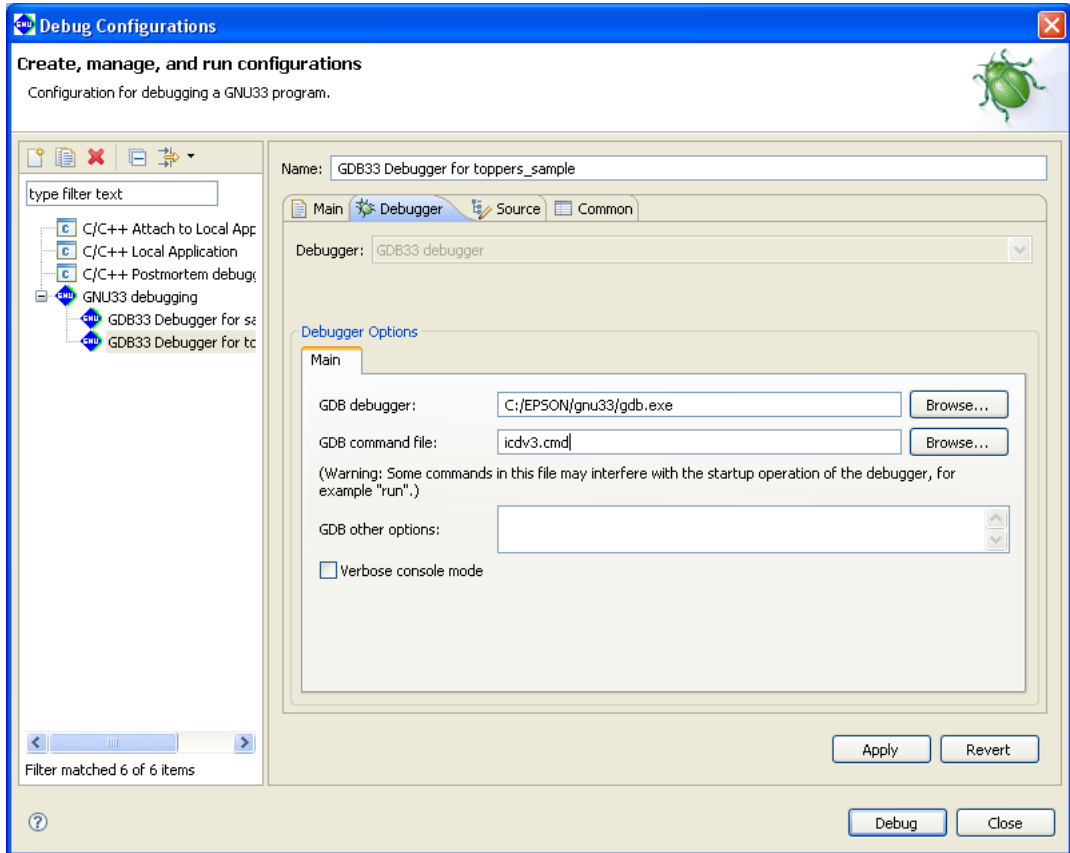 Debug Configurations
Create, manage, and run configurations
Configuration for debugging a GNU33 program.
type filter text
C/C++ Attach to Local App
C/C++ Local Application
C/C++ Postmortem debugg
GNU33 debugging
GDB33 Debugger for sa
GDB33 Debugger for to
Filter matched 6 of 6 items
Name: GDB33 Debugger for toppers_sample
Main Debugger Source Common
Debugger: GDB33 debugger
Debugger Options
Main
GDB debugger: C:/EPSON/gnu33/gdb.exe Browse...
GDB command file: icdv3.cmd Browse...
(Warning: Some commands in this file may interfere with the startup operation of the debugger, for
example "run".)
GDB other options:
Verbose console mode
Apply Revert
Debug Close